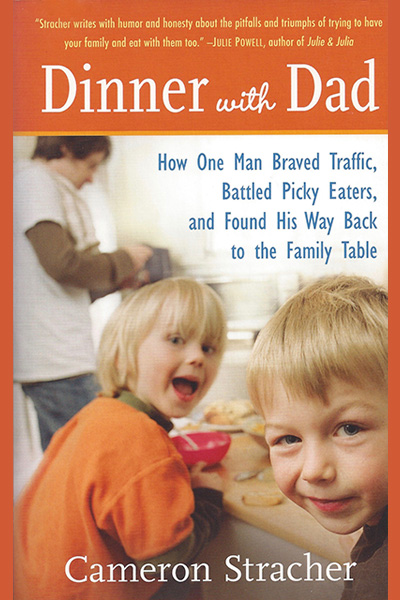 "Stracher writes with humor and honesty about the pitfalls and triumphs of trying to have
your family and eat with them too." —JULIE POWELL, author of Julie & Julia
Dinner with Dad
How One Man Braved Traffic,
Battled Picky Eaters,
and Found His Way Back
to the Family Table
Cameron Stracher